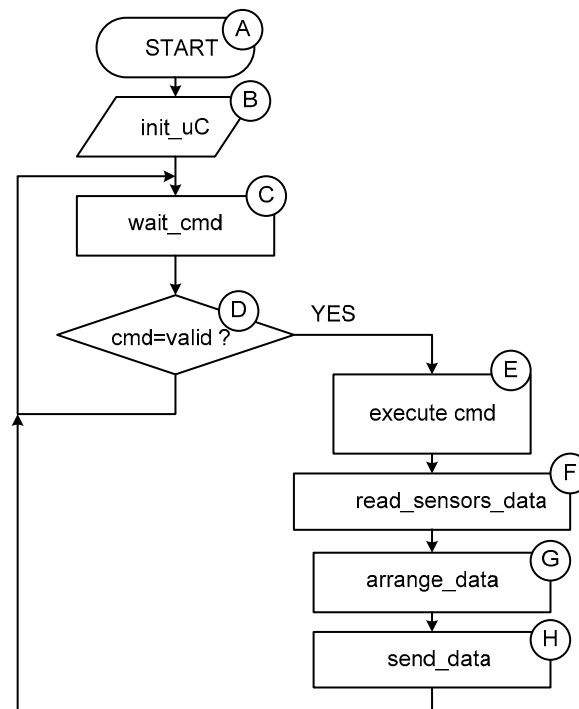 A
START
B
init_uC
C
wait_cmd
D
cmd=valid ?
YES
E
execute cmd
F
read_sensors_data
G
arrange_data
H
send_data